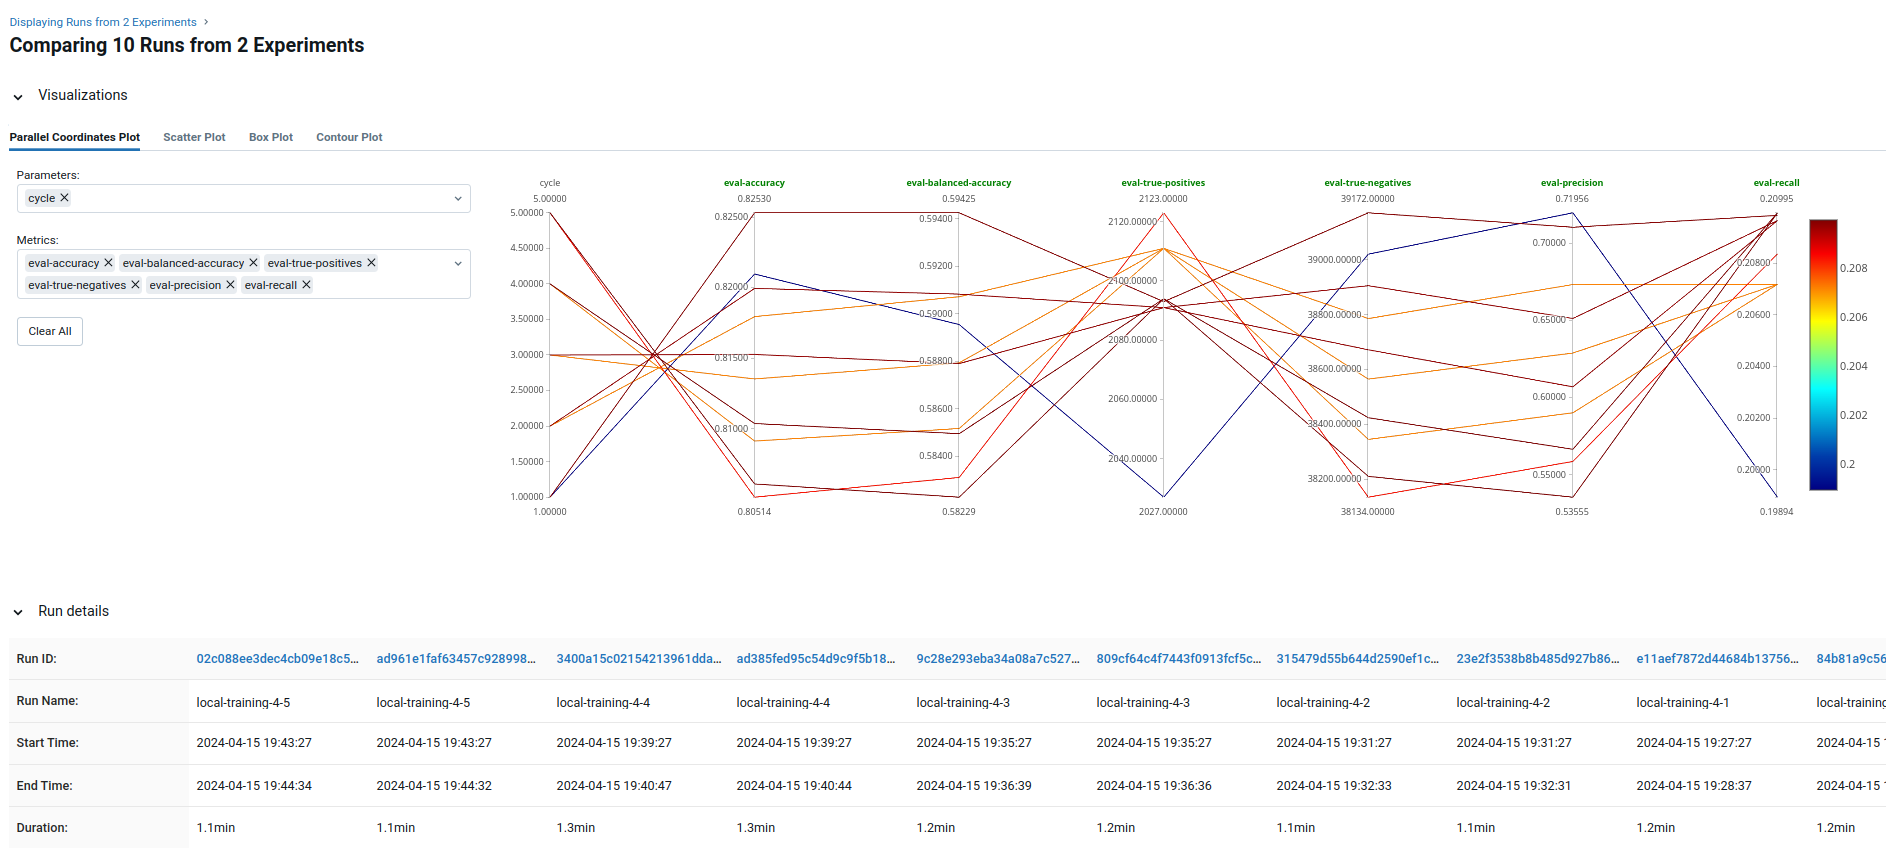 Displaying Runs from 2 Experiments ›
Comparing 10 Runs from 2 Experiments
Visualizations
Parallel Coordinates Plot Scatter Plot Box Plot Contour Plot
Parameters:
cycle ✕
Metrics:
eval-accuracy ✕ eval-balanced-accuracy ✕ eval-true-positives ✕
eval-true-negatives ✕ eval-precision ✕ eval-recall ✕
Clear All
cycle
5.00000
5.00000
4.50000
4.00000
3.50000
3.00000
2.50000
2.00000
1.50000
1.00000
1.00000
eval-accuracy
0.82530
0.82500
0.82000
0.81500
0.81000
0.80514
eval-balanced-accuracy
0.59425
0.59400
0.59200
0.59000
0.58800
0.58600
0.58400
0.58229
eval-true-positives
2123.00000
2120.00000
2100.00000
2080.00000
2060.00000
2040.00000
2027.00000
eval-true-negatives
39172.00000
39000.00000
38800.00000
38600.00000
38400.00000
38200.00000
38134.00000
eval-precision
0.71956
0.70000
0.65000
0.60000
0.55000
0.53555
eval-recall
0.20995
0.20800
0.20600
0.20400
0.20200
0.20000
0.19894
0.208
0.206
0.204
0.202
0.2
Run details
Run ID: 02c088ee3dec4cb09e18c5... ad961e1faf63457c928998... 3400a15c02154213961dda... ad385fed95c54d9c9f5b18... 9c28e293eba34a08a7c527... 809cf64c4f7443f0913fcf5c... 315479d55b644d2590ef1c... 23e2f3538b8b485d927b86... e11aef7872d44684b13756... 84b81a9c56
Run Name: local-training-4-5 local-training-4-5 local-training-4-4 local-training-4-4 local-training-4-3 local-training-4-3 local-training-4-2 local-training-4-2 local-training-4-1 local-training
Start Time: 2024-04-15 19:43:27 2024-04-15 19:43:27 2024-04-15 19:39:27 2024-04-15 19:39:27 2024-04-15 19:35:27 2024-04-15 19:35:27 2024-04-15 19:31:27 2024-04-15 19:31:27 2024-04-15 19:27:27 2024-04-15
End Time: 2024-04-15 19:44:34 2024-04-15 19:44:32 2024-04-15 19:40:47 2024-04-15 19:40:44 2024-04-15 19:36:39 2024-04-15 19:36:36 2024-04-15 19:32:33 2024-04-15 19:32:31 2024-04-15 19:28:37 2024-04-15
Duration: 1.1min 1.1min 1.3min 1.3min 1.2min 1.2min 1.1min 1.1min 1.2min 1.2min